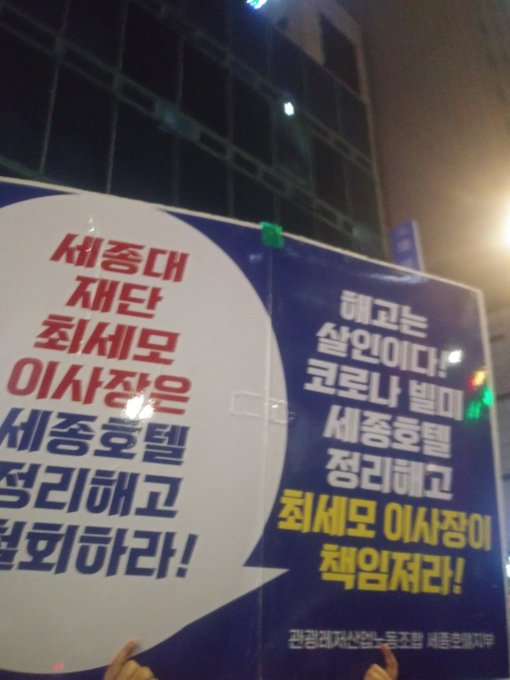 세종대
재단
최세모
이사장은
세종호텔
정리해고
철회하라!
해고는
살인이다!
코로나 빌미
세종호텔
정리해고
최세모 이사장이
책임져라!
관광레저산업노동조합 세종호텔지부